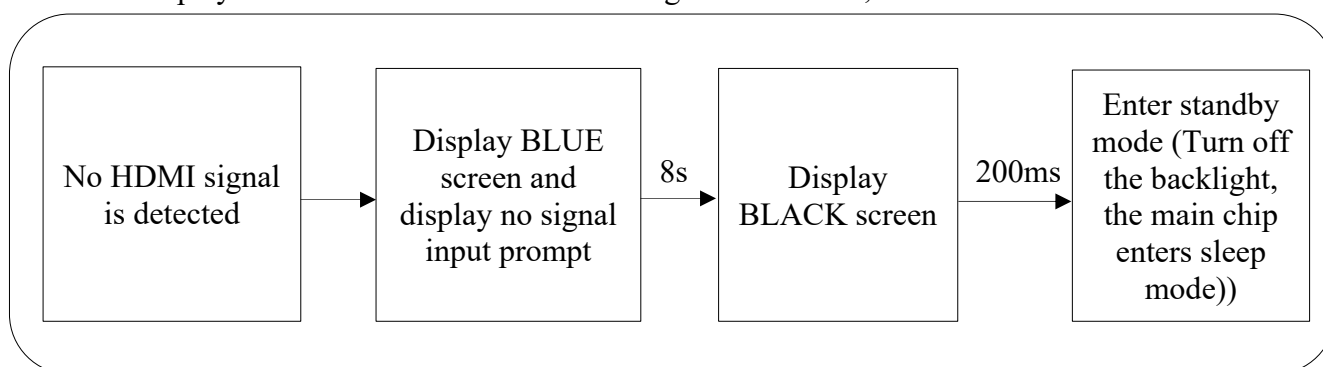 No HDMI signal
is detected
Display BLUE
screen and
display no signal
input prompt
8s
Display
BLACK screen
200ms
Enter standby
mode (Turn off
the backlight,
the main chip
enters sleep
mode))